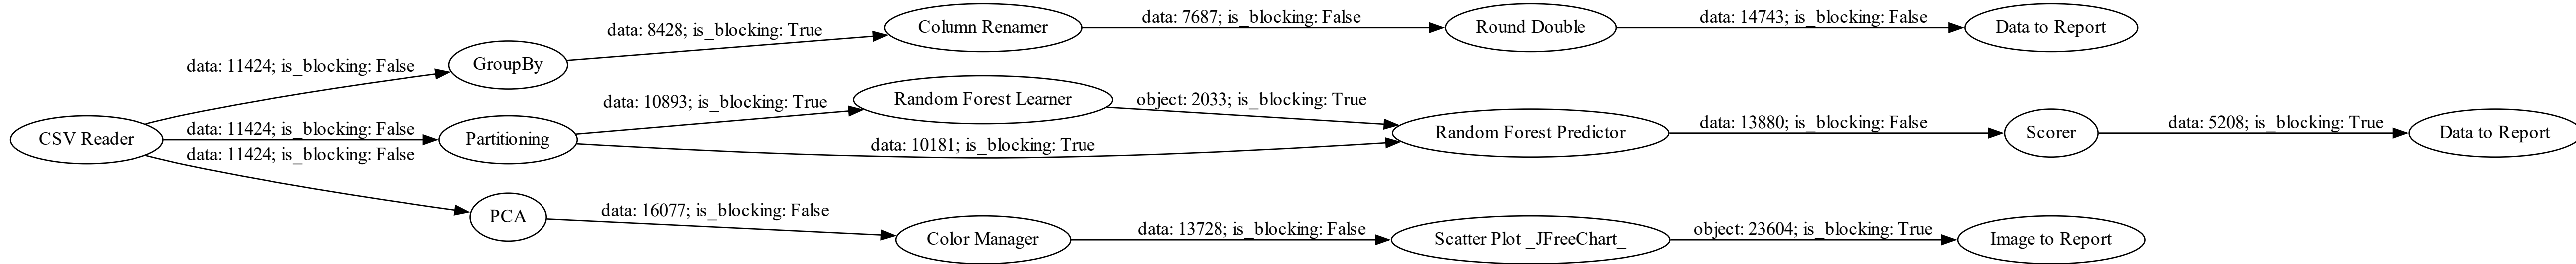 CSV Reader
data: 11424; is_blocking: False
GroupBy
data: 8428; is_blocking: True
Column Renamer
data: 7687; is_blocking: False
Round Double
data: 14743; is_blocking: False
Data to Report
data: 11424; is_blocking: False
Partitioning
data: 10893; is_blocking: True
Random Forest Learner
object: 2033; is_blocking: True
data: 10181; is_blocking: True
Random Forest Predictor
data: 13880; is_blocking: False
Scorer
data: 5208; is_blocking: True
Data to Report
data: 11424; is_blocking: False
PCA
data: 16077; is_blocking: False
Color Manager
data: 13728; is_blocking: False
Scatter Plot _JFreeChart_
object: 23604; is_blocking: True
Image to Report